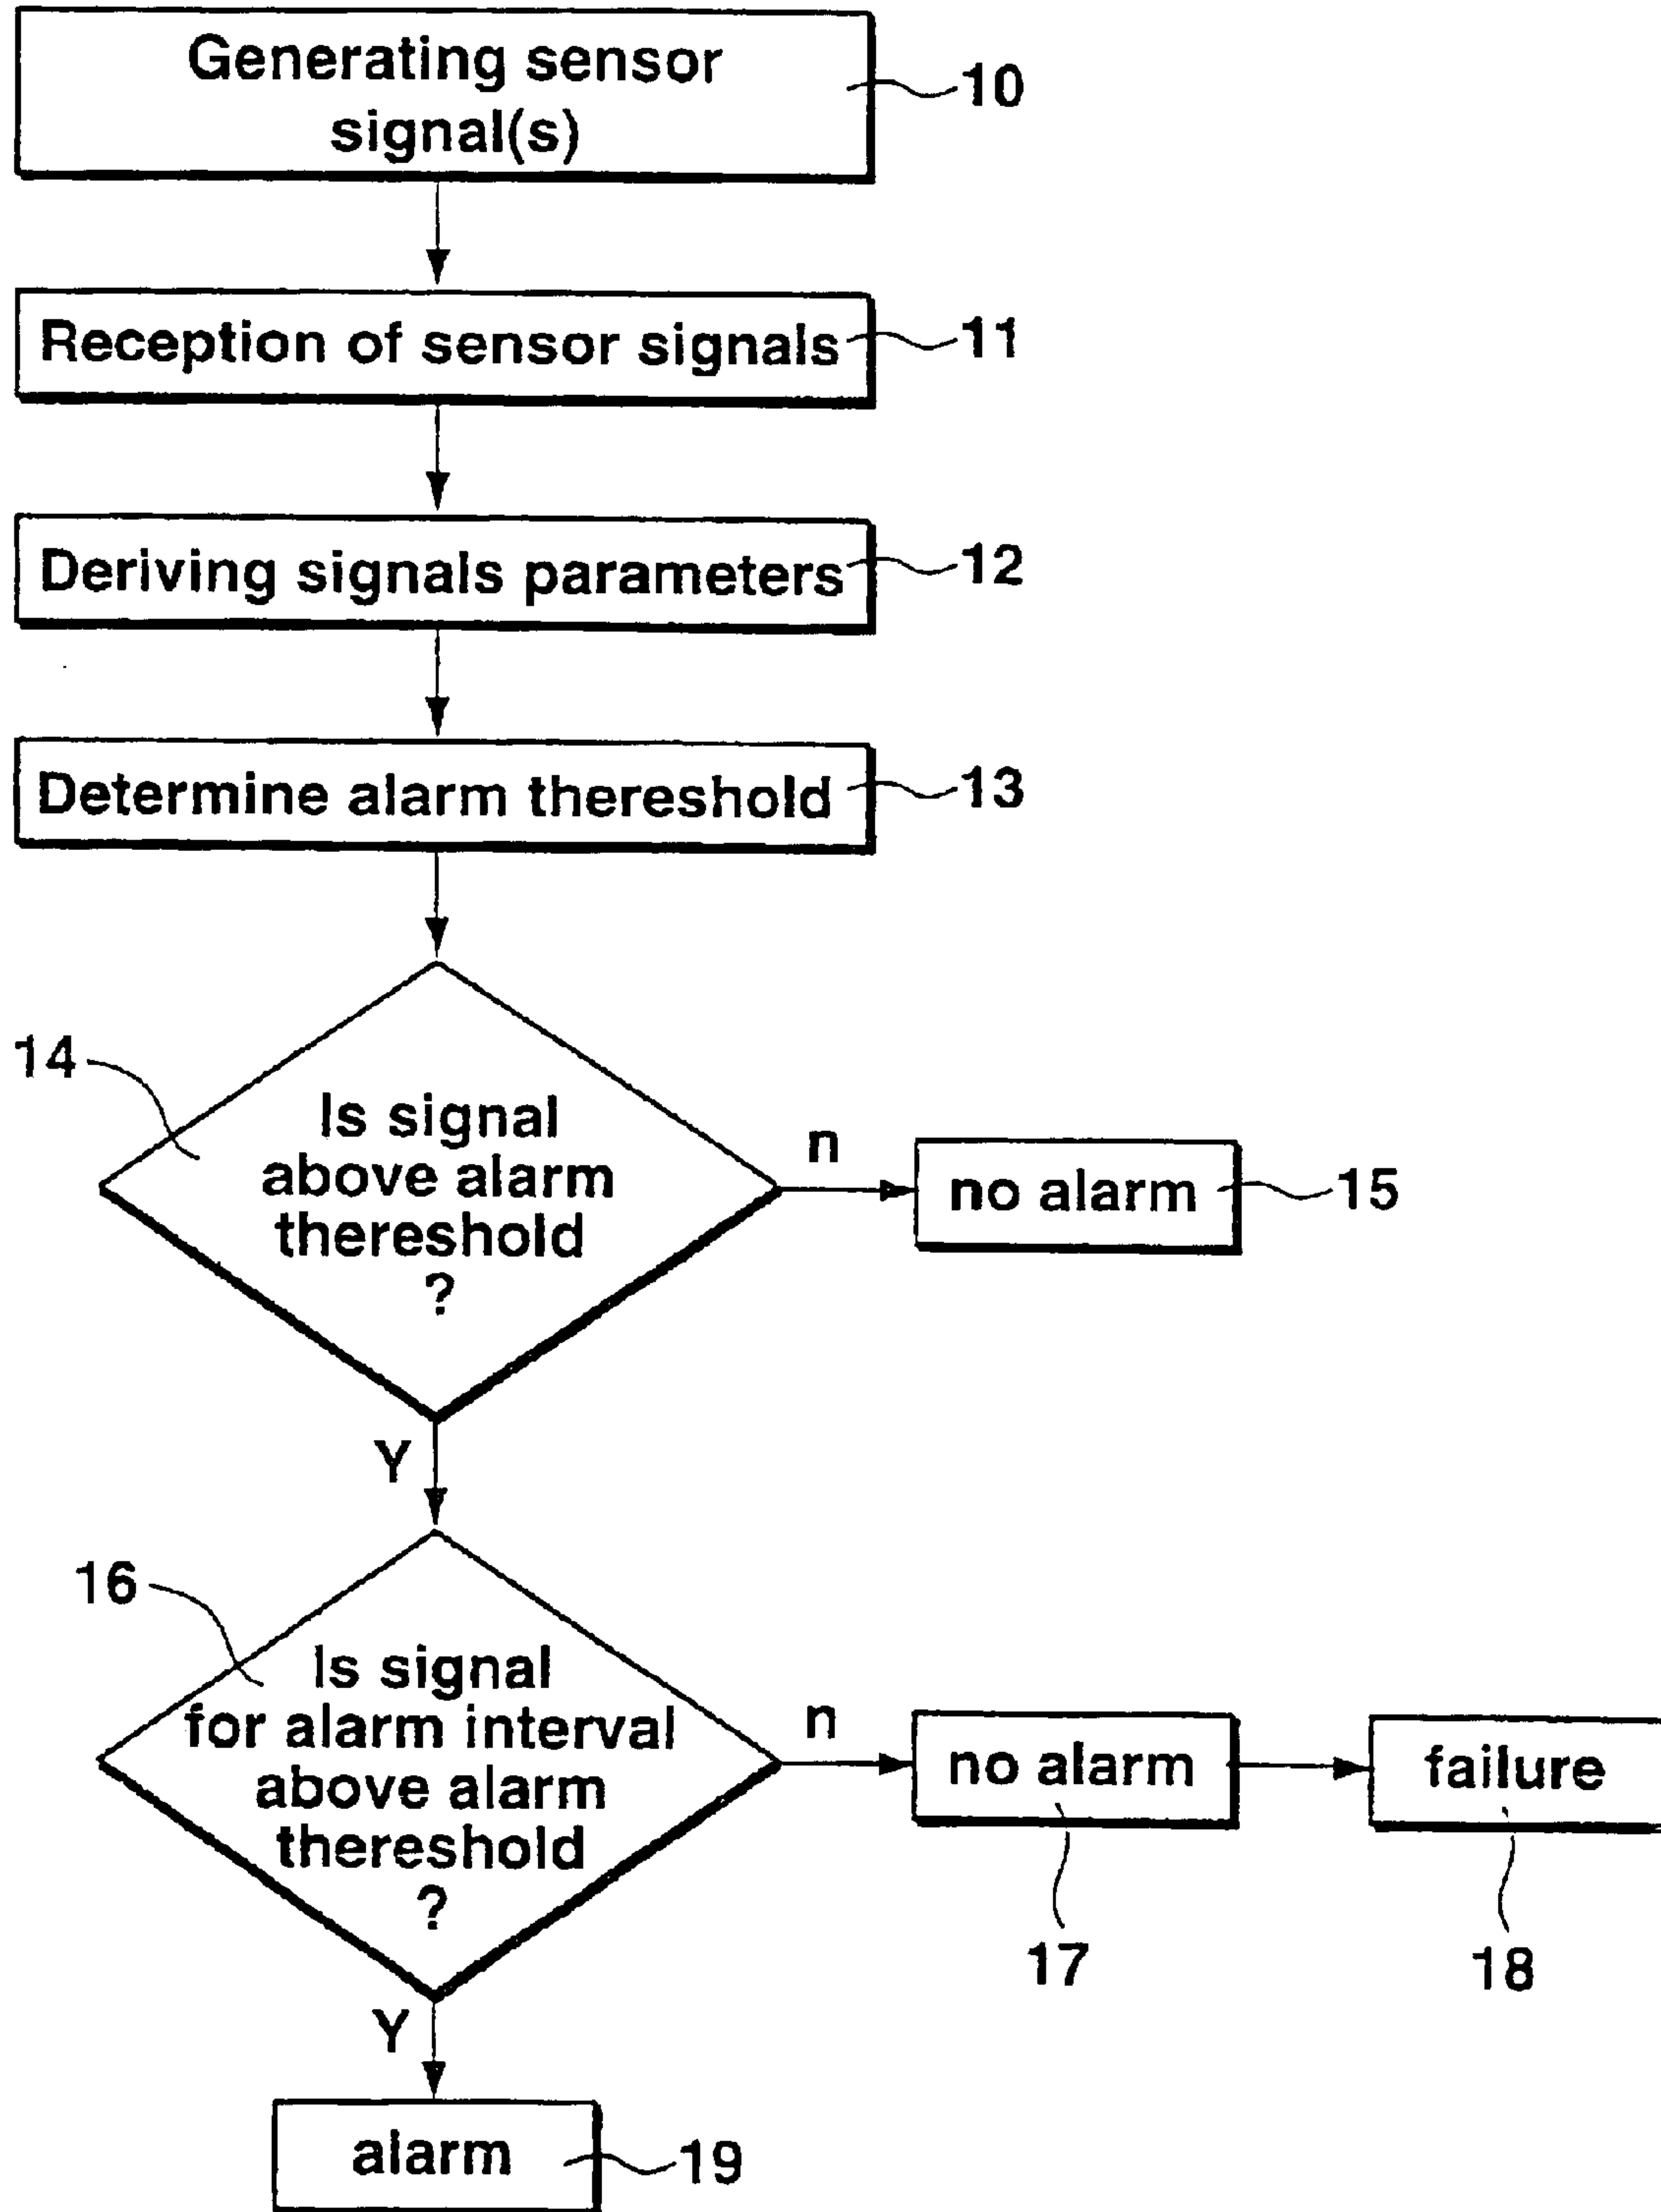 Generating sensor
signal(s)
10
Reception of sensor signals
11
Deriving signals parameters
12
Determine alarm thereshold
13
14
Is signal
above alarm
thereshold
?
n
no alarm
15
Y
16
Is signal
for alarm interval
above alarm
thereshold
?
n
no alarm
failure
17
18
Y
alarm
19